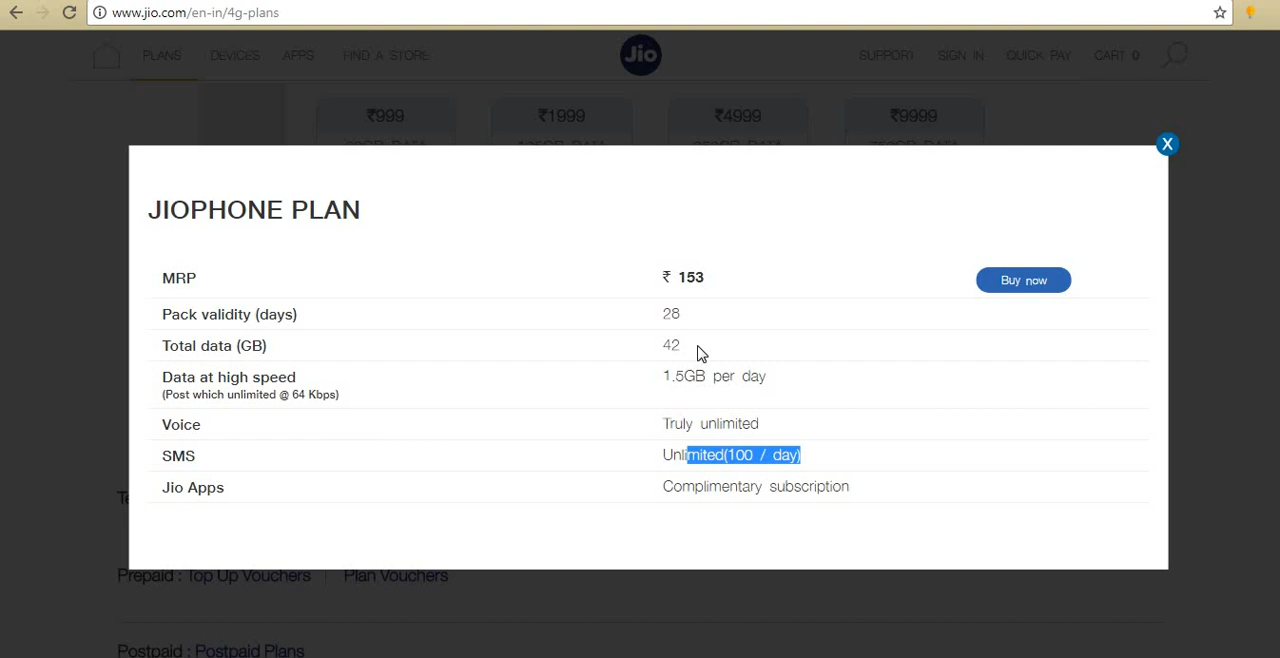 www.jio.com/en-in/4g-plans
PLANS DEVICES APPS FIND A STORE Jio SUPPORT SIGN IN QUICK PAY CART 0
₹999 ₹1999 ₹4999 ₹9999
X
JIOPHONE PLAN
MRP ₹ 153 Buy now
Pack validity (days) 28
Total data (GB) 42
Data at high speed 1.5GB per day
(Post which unlimited @ 64 Kbps)
Voice Truly unlimited
SMS Unlimited(100 / day)
Jio Apps Complimentary subscription
Prepaid : Top Up Vouchers | Plan Vouchers
Postpaid : Postpaid Plans